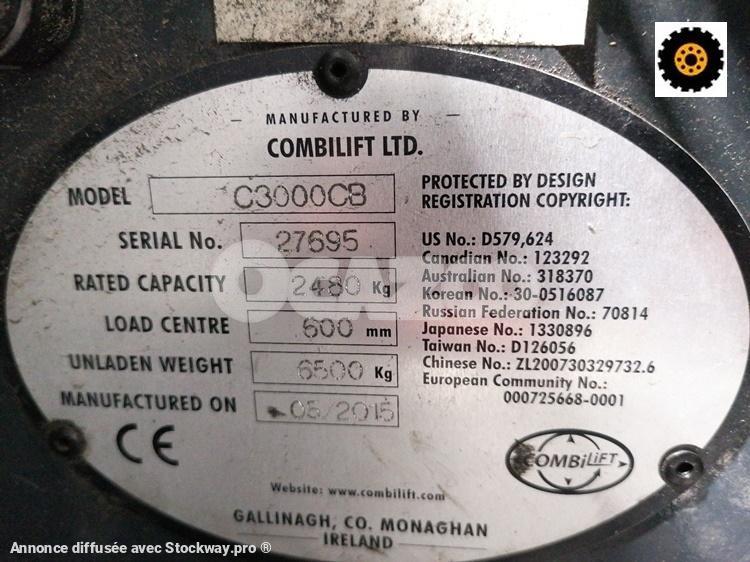 MANUFACTURED BY
COMBILIFT LTD.
MODEL C3000CB
SERIAL No. 27695
RATED CAPACITY 2480 Kg
LOAD CENTRE 600 mm
UNLADEN WEIGHT 6500 Kg
MANUFACTURED ON 05/2015
CE
PROTECTED BY DESIGN
REGISTRATION COPYRIGHT:
US No.: D579,624
Canadian No.: 123292
Australian No.: 318370
Korean No.:-30-0516087
Russian Federation No.: 70814
Japanese No.: 1330896
Taiwan No.: D126056
Chinese No.: ZL200730329732.6
European Community No.:
000725668-0001
COMBiLiFT
Website: www.combilift.com
GALLINAGH, CO. MONAGHAN
IRELAND
Annonce diffusée avec Stockway.pro ®